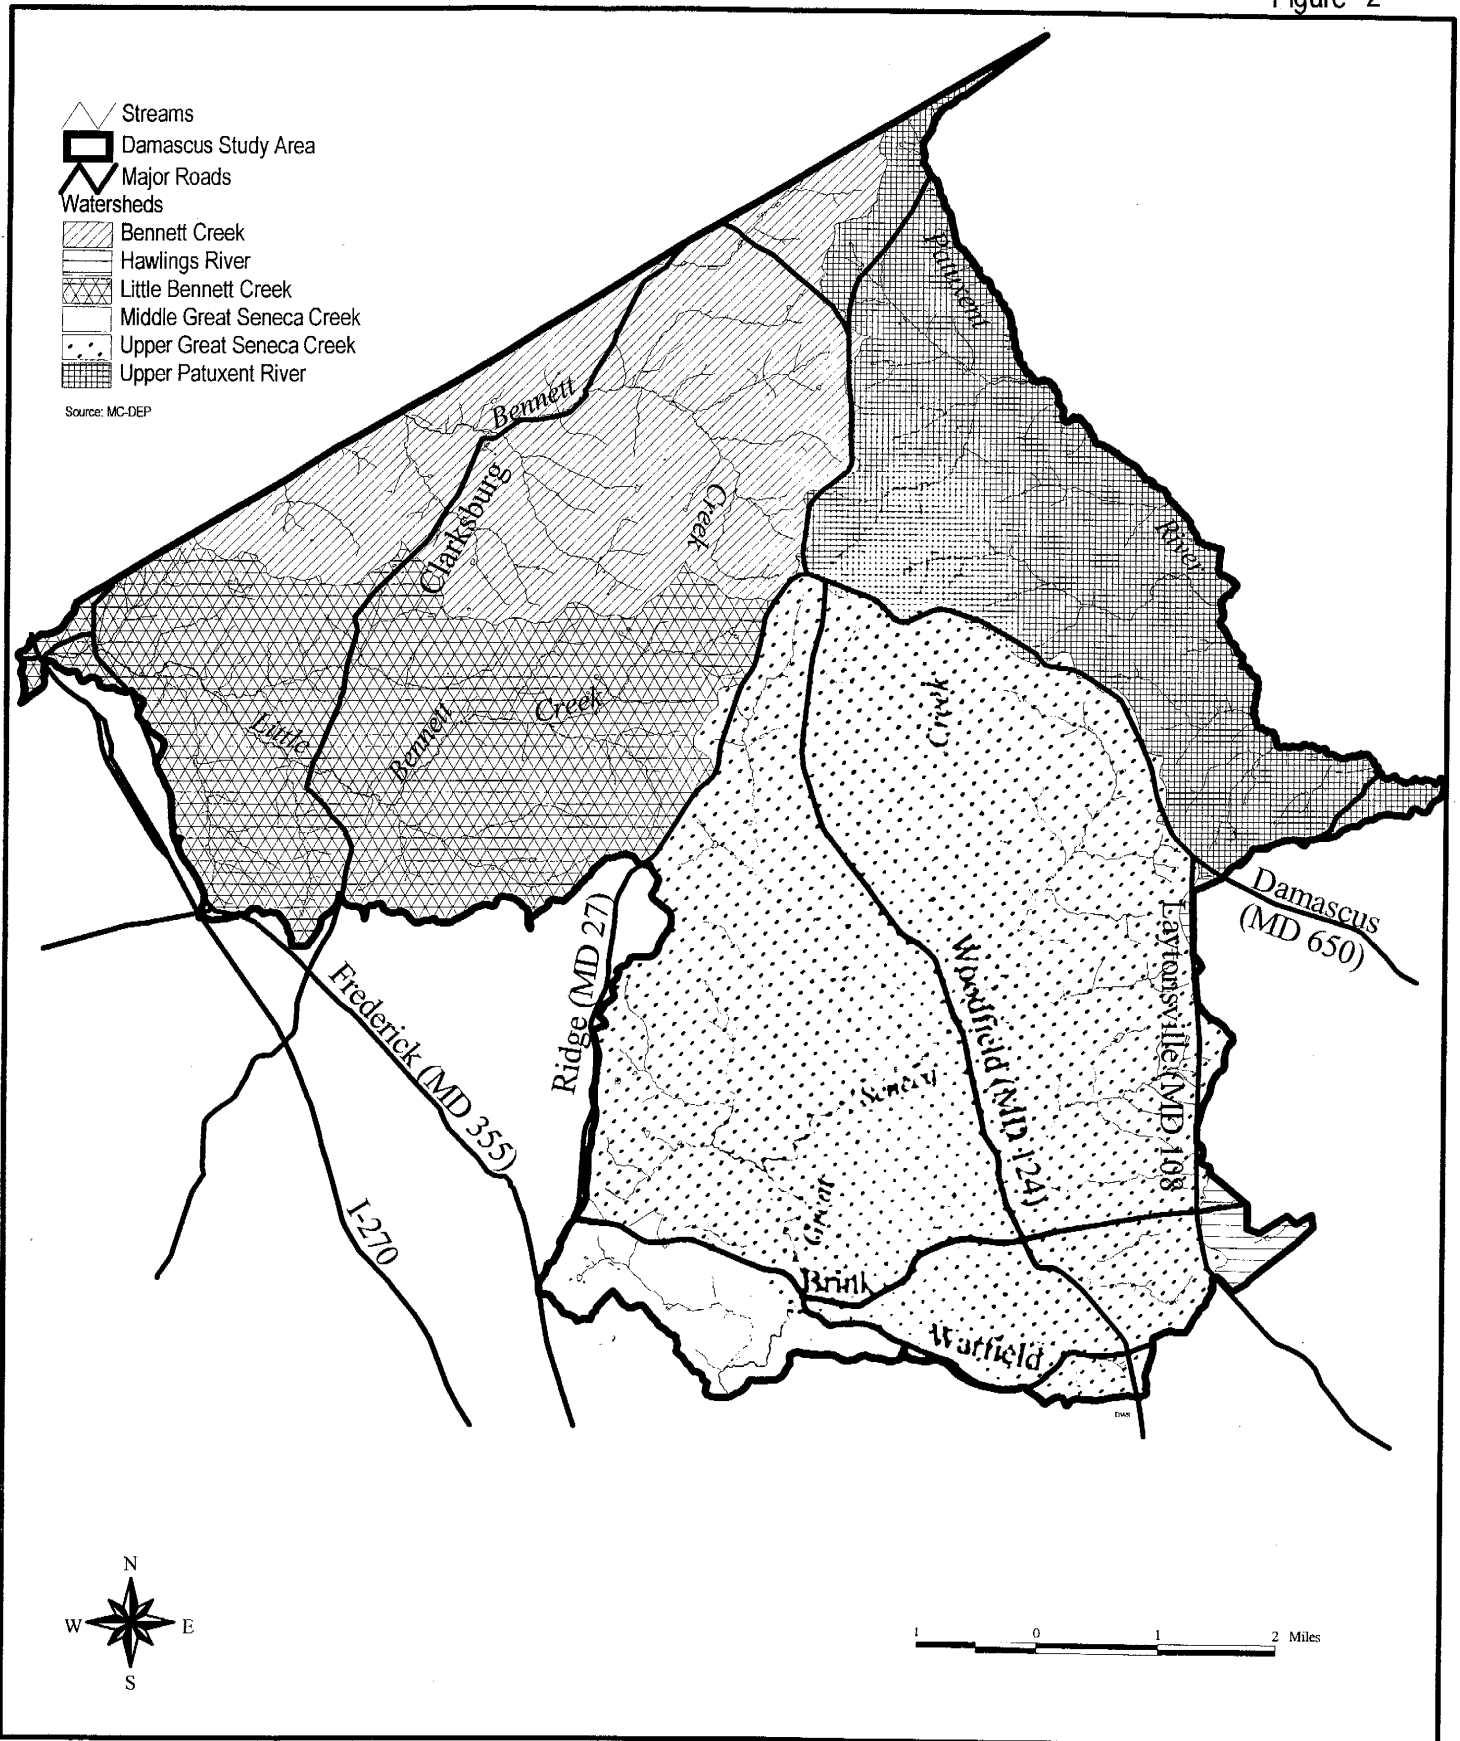 Figure 2
Streams
Damascus Study Area
Major Roads
Watersheds
Bennett Creek
Hawlings River
Little Bennett Creek
Middle Great Seneca Creek
Upper Great Seneca Creek
Upper Patuxent River
Source: MC-DEP
Patuxent
River
Bennett
Creek
Clarksburg
Little
Bennett
Creek
Creek
Seneca
Great
Damascus
(MD 650)
Laytonsville (MD 108
Woodfield (MD 124)
Ridge (MD 27)
Frederick (MD 355)
I-270
Brink
Warfield
DWS
N
W E
S
1 0 1 2 Miles